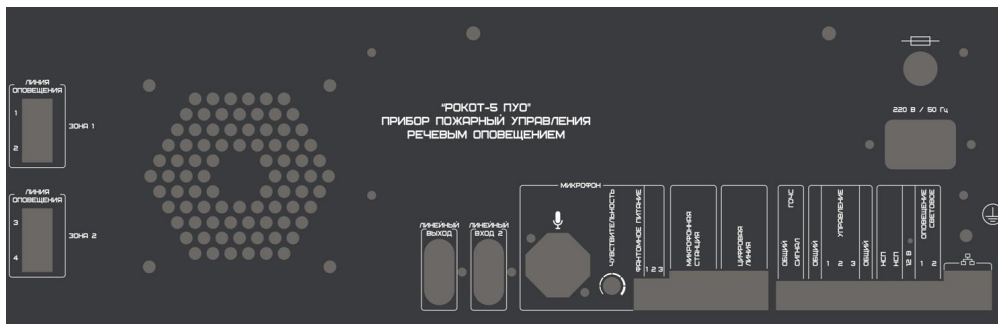 ЛИНИЯ
ОПОВЕЩЕНИЯ
1
2
ЗОНА 1
ЛИНИЯ
ОПОВЕЩЕНИЯ
3
4
ЗОНА 2
"РОКОТ-5 ПУО"
ПРИБОР ПОЖАРНЫЙ УПРАВЛЕНИЯ
РЕЧЕВЫМ ОПОВЕЩЕНИЕМ
220 В / 50 Гц
ЛИНЕЙНЫЙ
ВЫХОД
ЛИНЕЙНЫЙ
ВХОД 2
МИКРОФОН
ЧУВСТВИТЕЛЬНОСТЬ
ФАНТОМНОЕ ПИТАНИЕ
1 2 3
МИКРОФОННАЯ
СТАНЦИЯ
ЦИФРОВАЯ
ЛИНИЯ
ГОЧС
ОБЩИЙ
СИГНАЛ
УПРАВЛЕНИЕ
ОБЩИЙ
1
2
3
ОБЩИЙ
НСП
НСП
12 В
ОПОВЕЩЕНИЕ
СВЕТОВОЕ
1
2